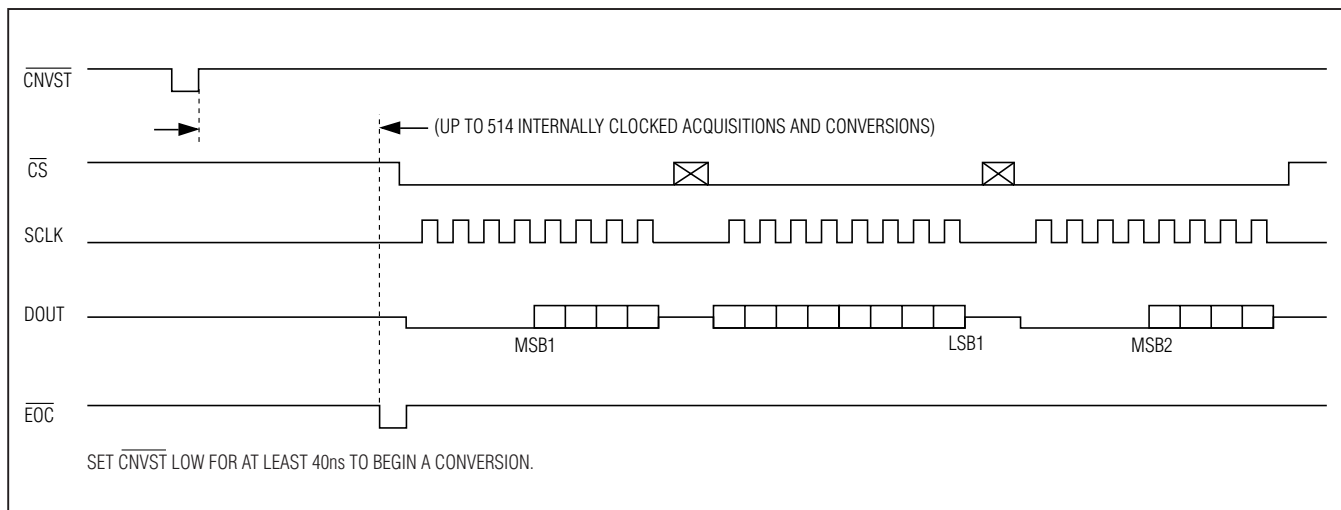 CNVST
(UP TO 514 INTERNALLY CLOCKED ACQUISITIONS AND CONVERSIONS)
CS
SCLK
DOUT
MSB1
LSB1
MSB2
EOC
SET CNVST LOW FOR AT LEAST 40ns TO BEGIN A CONVERSION.